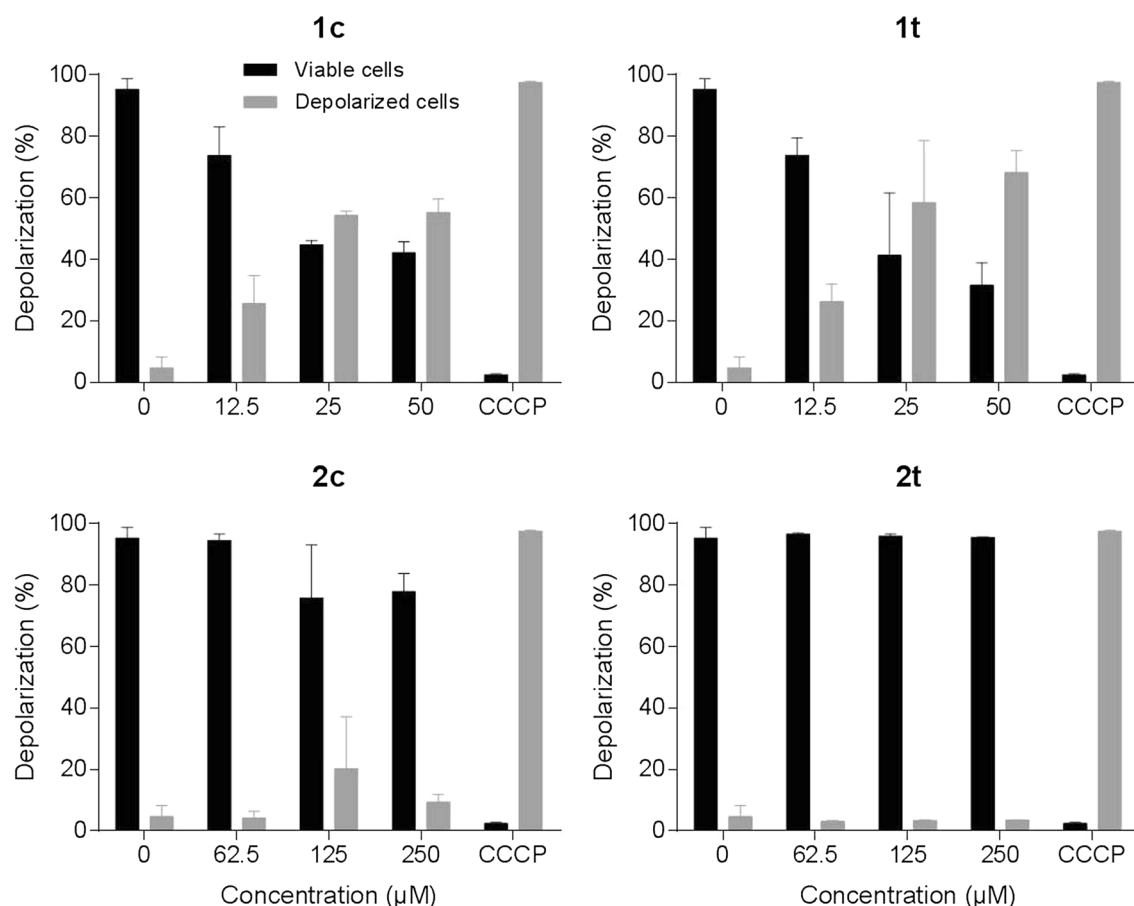 1c
Viable cells
Depolarized cells
Depolarization (%)
100
80
60
40
20
0
0 12.5 25 50 CCCP
1t
Depolarization (%)
100
80
60
40
20
0
0 12.5 25 50 CCCP
2c
Depolarization (%)
100
80
60
40
20
0
0 62.5 125 250 CCCP
Concentration (µM)
2t
Depolarization (%)
100
80
60
40
20
0
0 62.5 125 250 CCCP
Concentration (µM)